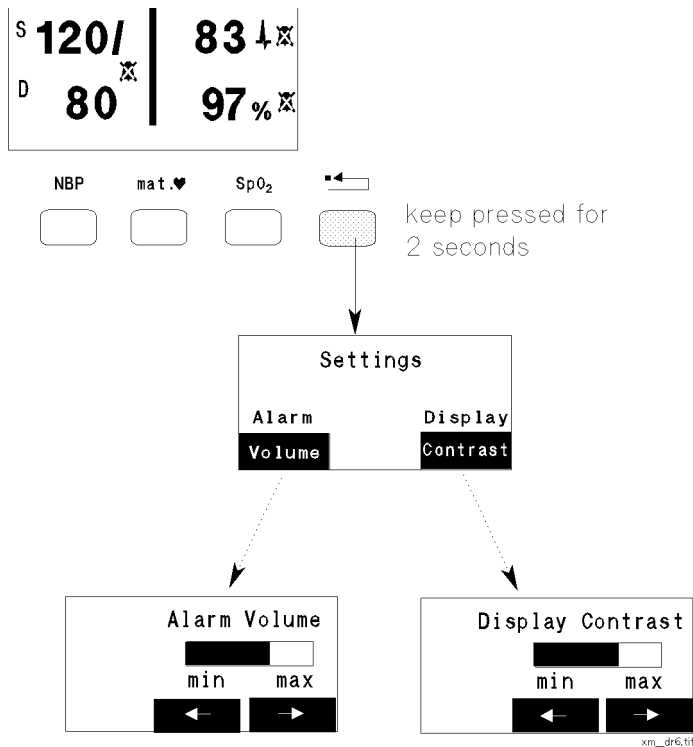 S 120/ 83
D 80 97 %
NBP mat.♥ SpO₂
keep pressed for
2 seconds
Settings
Alarm Display
Volume Contrast
Alarm Volume
min max
Display Contrast
min max
xm_dr6.tif